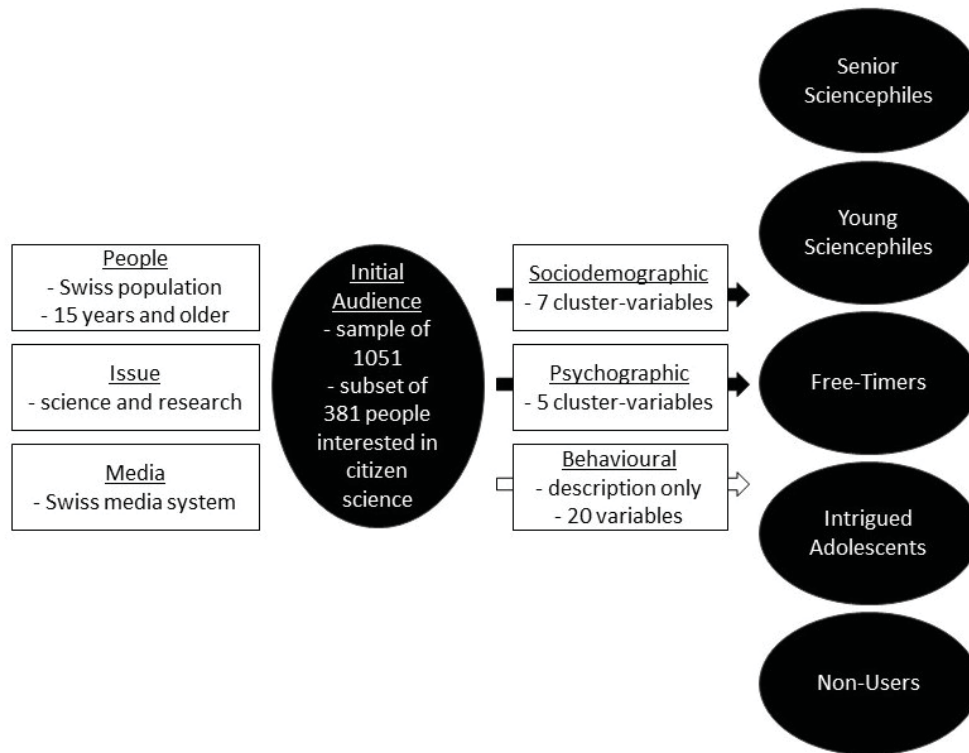 People
- Swiss population
- 15 years and older
Issue
- science and research
Media
- Swiss media system
Initial
Audience
- sample of
1051
- subset of
381 people
interested in
citizen
science
Sociodemographic
- 7 cluster-variables
Psychographic
- 5 cluster-variables
Behavioural
- description only
- 20 variables
Senior
Sciencephiles
Young
Sciencephiles
Free-Timers
Intrigued
Adolescents
Non-Users